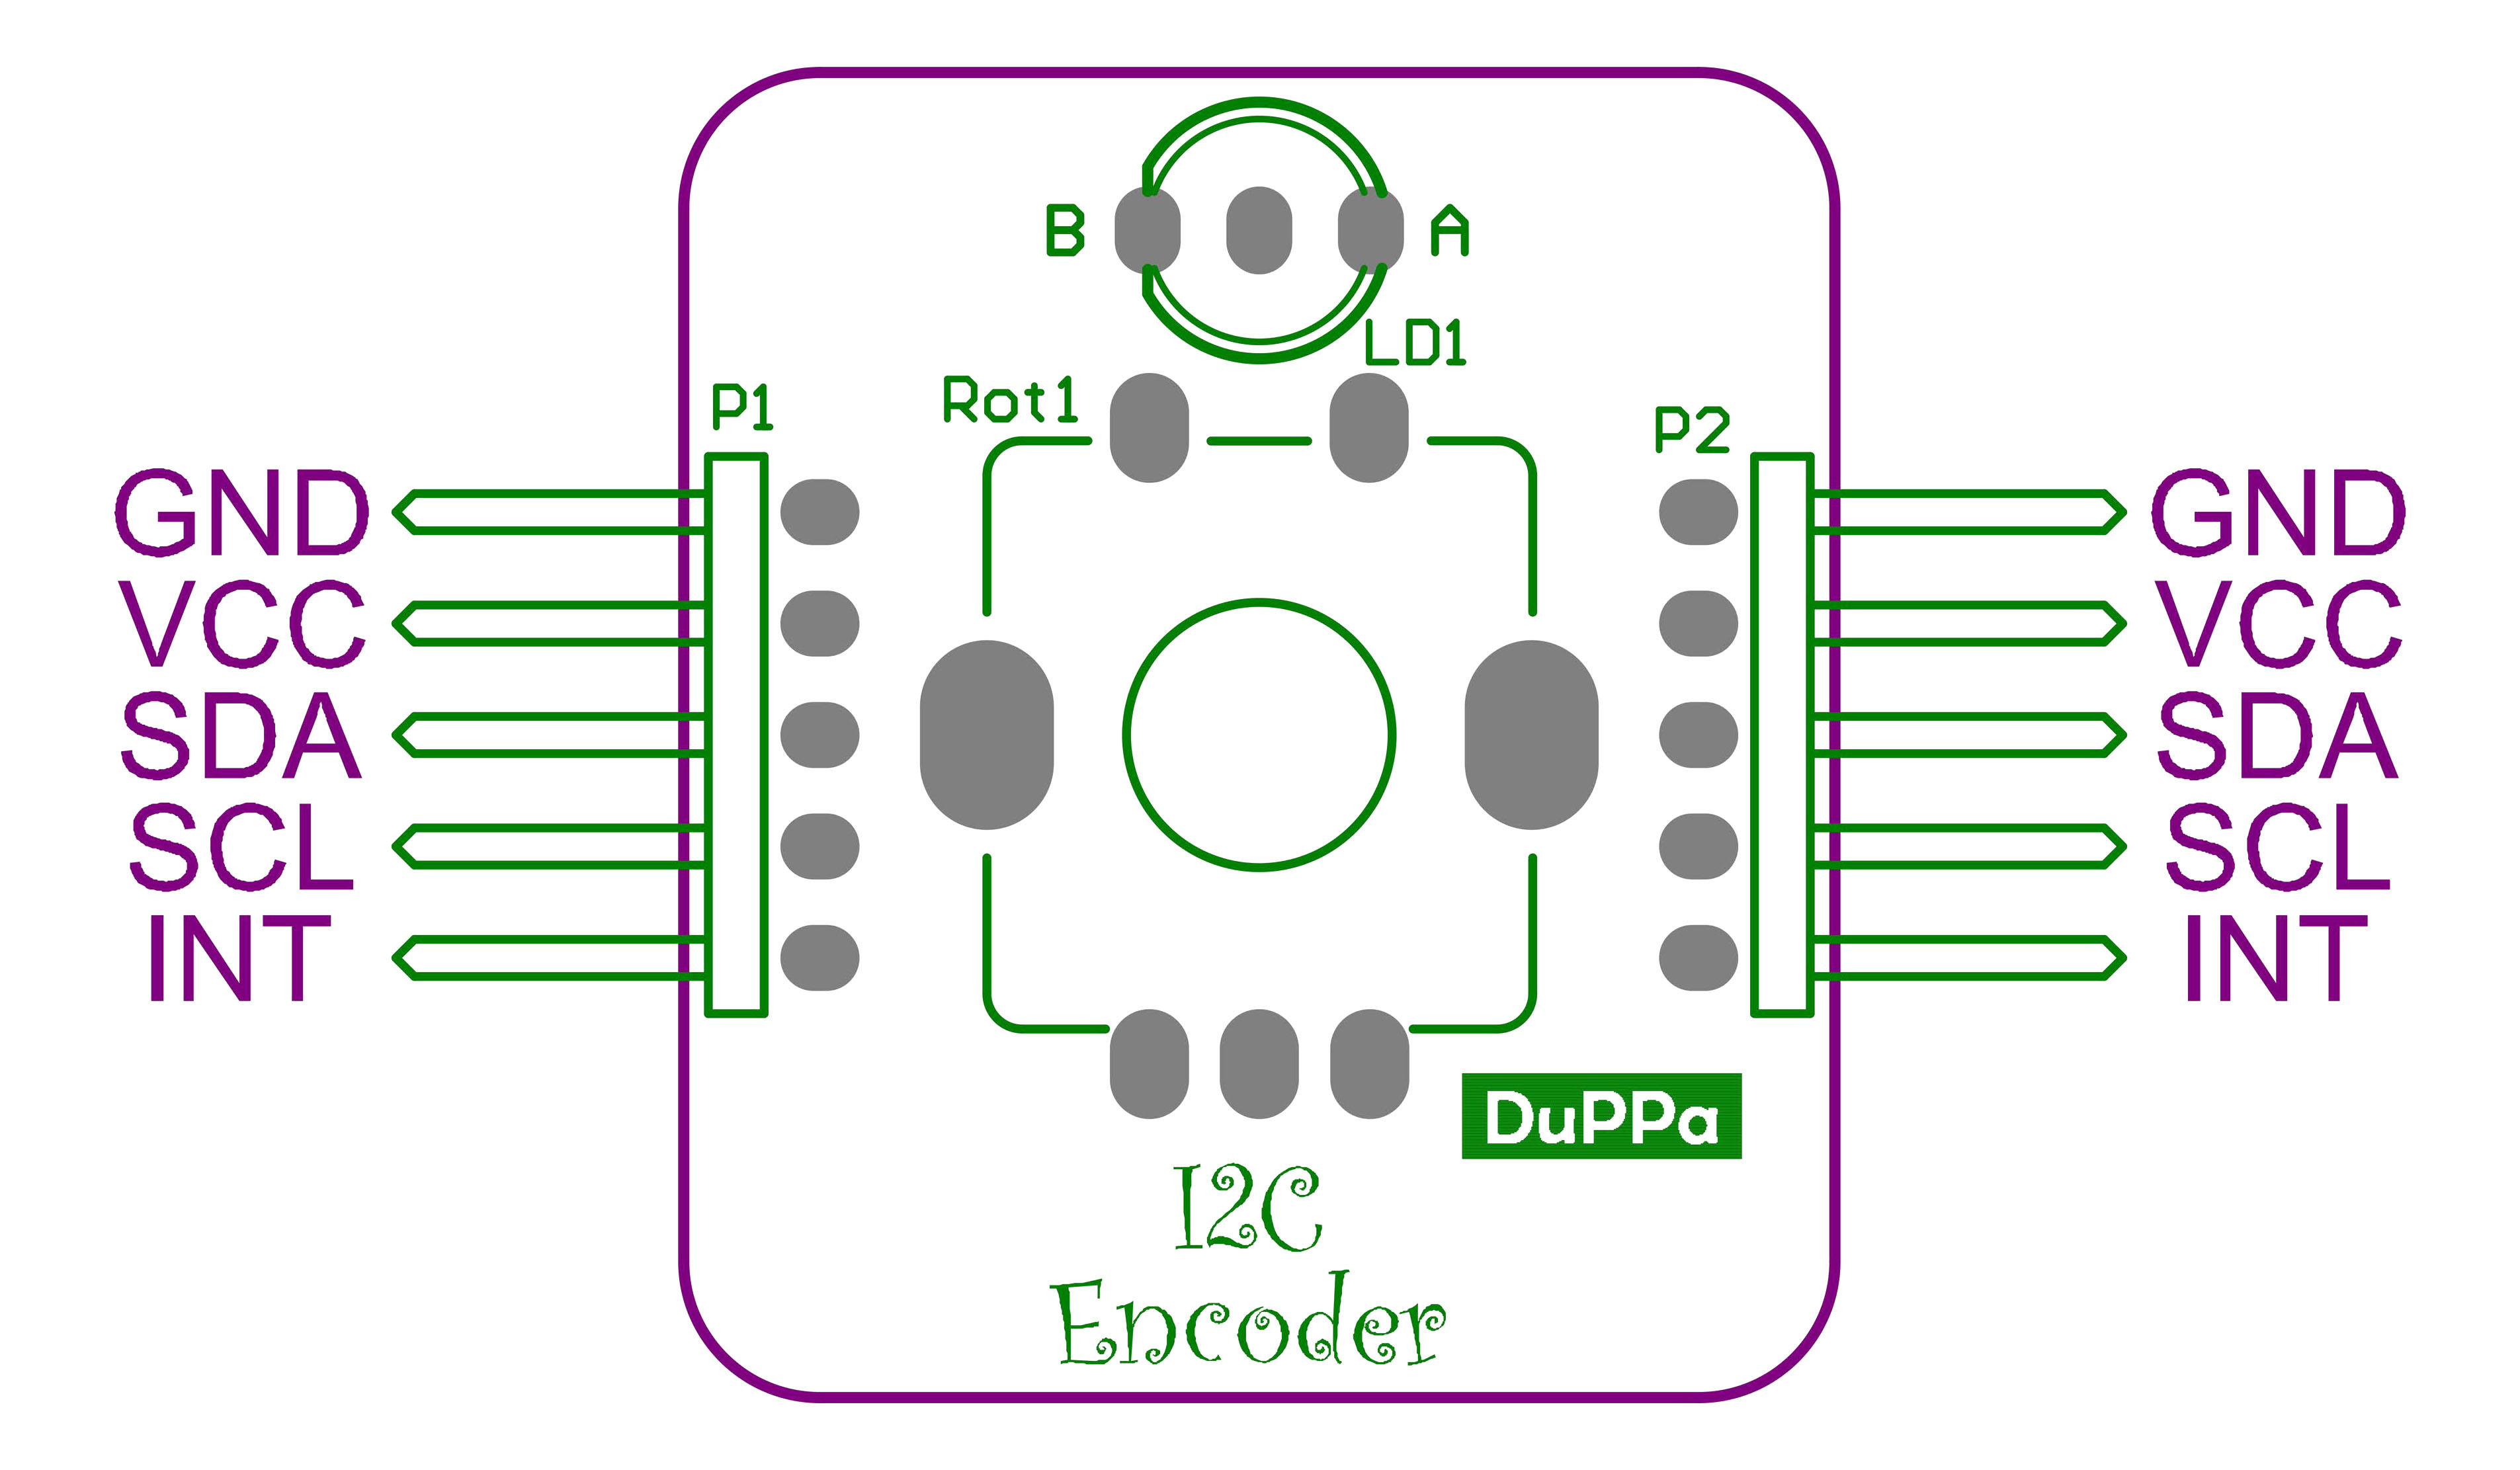 B
A
LD1
Rot1
P1
P2
GND
VCC
SDA
SCL
INT
GND
VCC
SDA
SCL
INT
DuPPa
I2C
Encoder